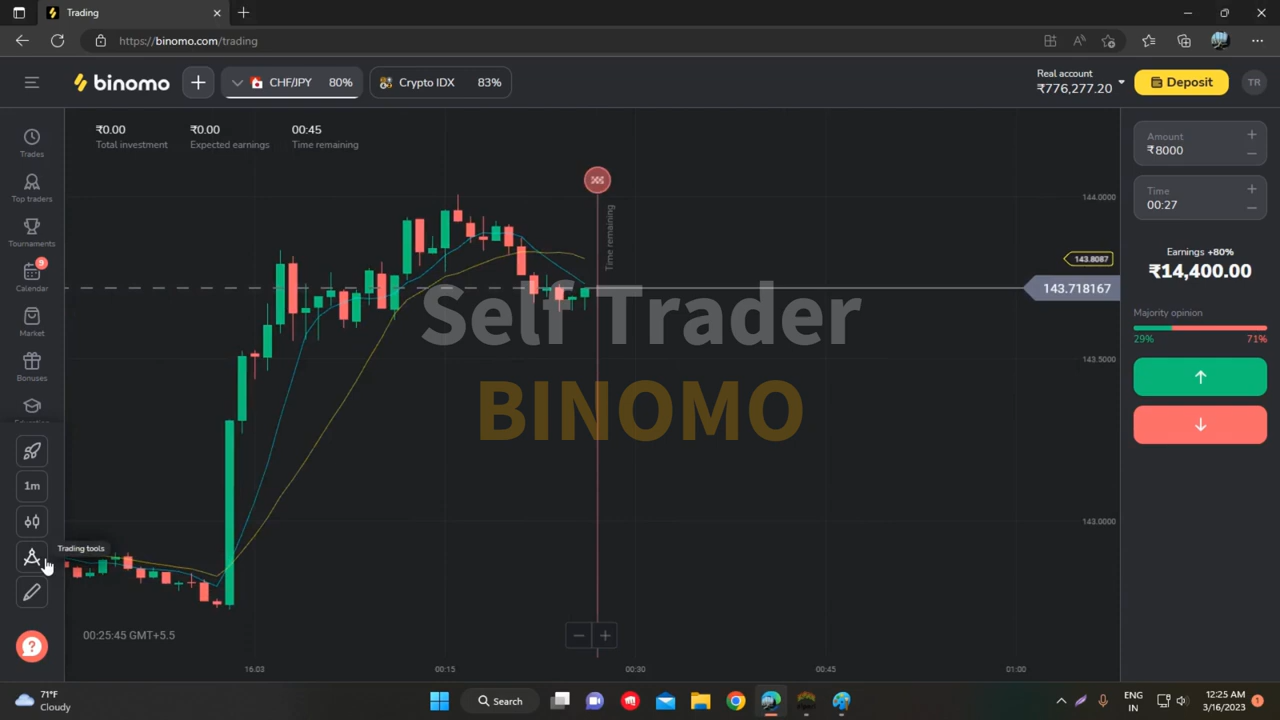 Trading
https://binomo.com/trading
binomo
CHF/JPY 80%
Crypto IDX 83%
Real account
₹776,277.20
Deposit
TR
Trades
Top traders
Tournaments
9
Calendar
Market
Bonuses
1m
Trading tools
₹0.00
Total investment
₹0.00
Expected earnings
00:45
Time remaining
Time remaining
Self Trader
BINOMO
144.0000
143.8087
143.718167
143.5000
143.0000
00:25:45 GMT+5.5
16.03
00:15
00:30
00:45
01:00
Amount
₹8000
Time
00:27
Earnings +80%
₹14,400.00
Majority opinion
29%
71%
71°F
Cloudy
Search
ENG
IN
12:25 AM
3/16/2023
1